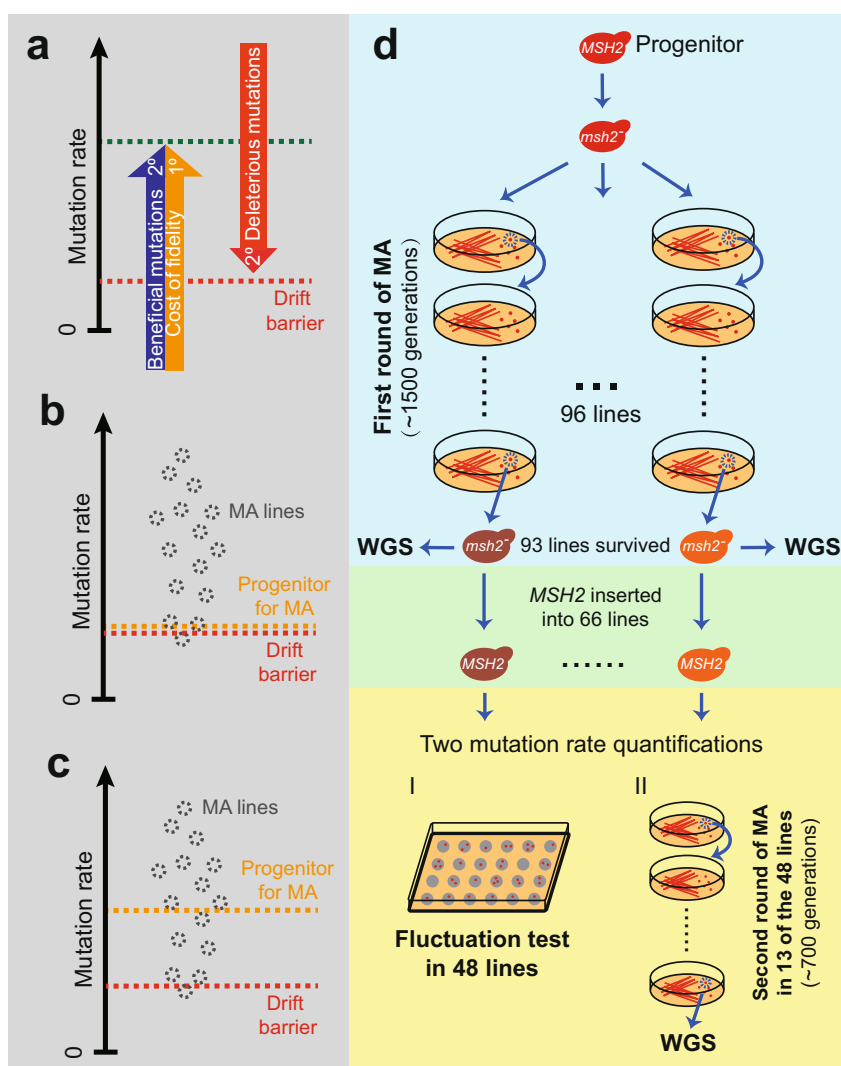 a
Mutation rate
0
Beneficial mutations 2º
Cost of fidelity 1º
2º Deleterious mutations
Drift
barrier
b
Mutation rate
0
MA lines
Progenitor
for MA
Drift
barrier
c
Mutation rate
0
MA lines
Progenitor
for MA
Drift
barrier
d
MSH2 Progenitor
msh2-
First round of MA
(~1500 generations)
96 lines
WGS msh2- 93 lines survived msh2- WGS
MSH2 inserted
into 66 lines
MSH2 MSH2
Two mutation rate quantifications
I
Fluctuation test
in 48 lines
II
Second round of MA
in 13 of the 48 lines
(~700 generations)
WGS